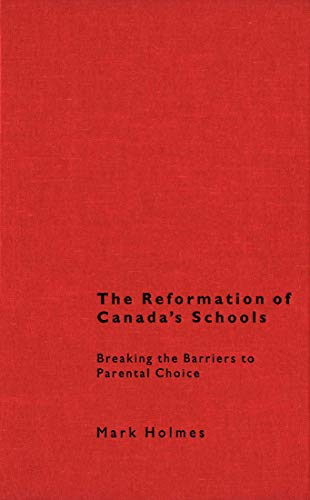 The Reformation of
Canada's Schools
Breaking the Barriers to
Parental Choice
Mark Holmes